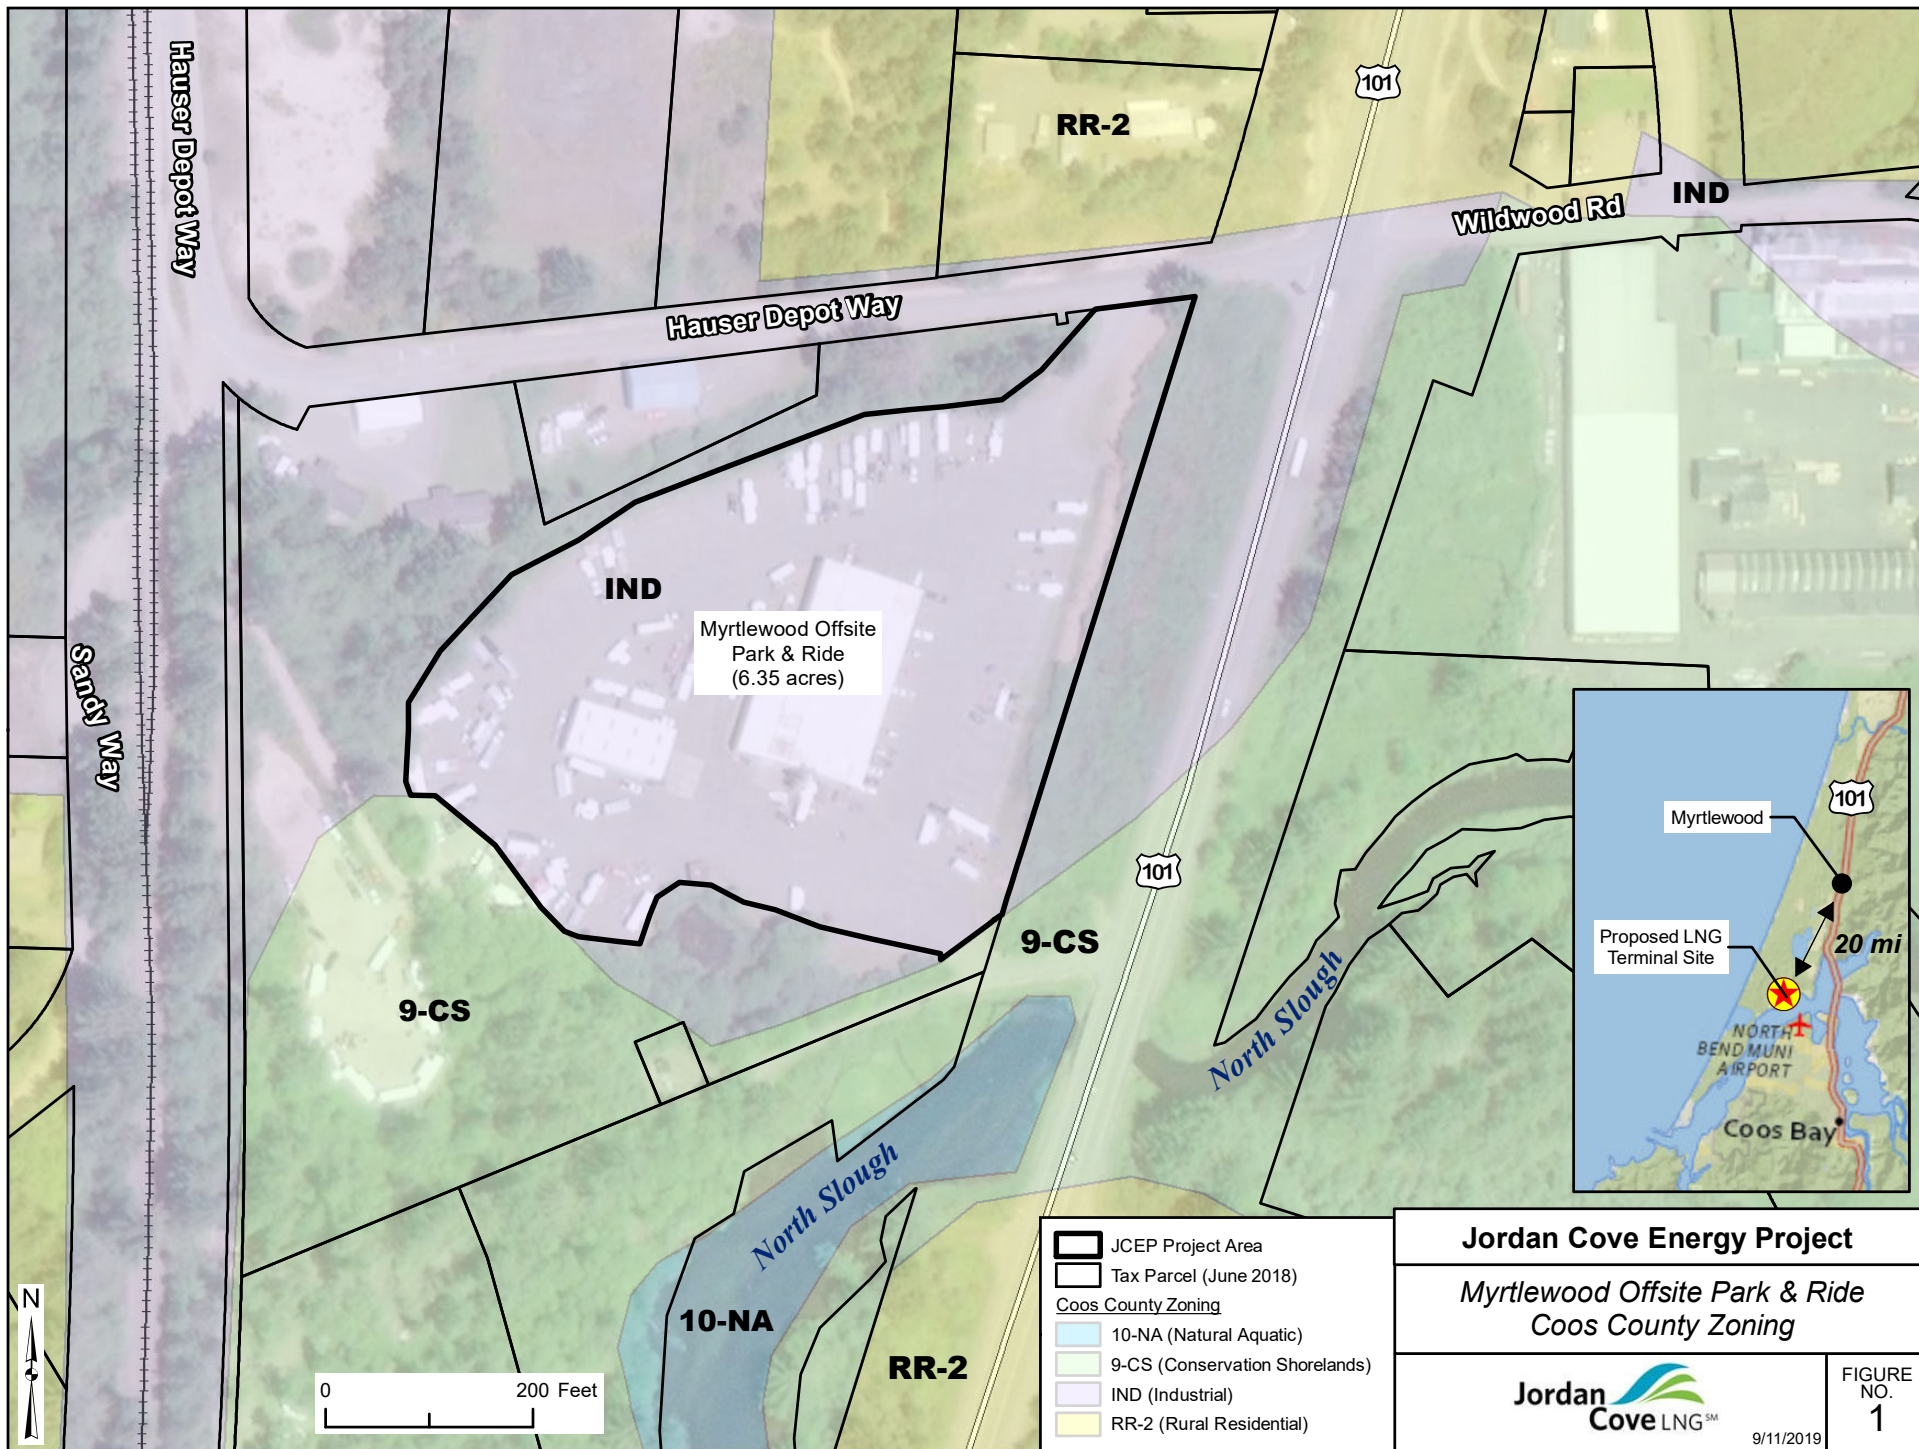 Hauser Depot Way
RR-2
101
IND
Wildwood Rd
Hauser Depot Way
IND
Myrtlewood Offsite
Park & Ride
(6.35 acres)
Sandy Way
101
9-CS
9-CS
North Slough
North Slough
10-NA
RR-2
101
Myrtlewood
Proposed LNG
Terminal Site
20 mi
NORTH
BEND MUNI
AIRPORT
Coos Bay
N
0 200 Feet
JCEP Project Area
Tax Parcel (June 2018)
Coos County Zoning
10-NA (Natural Aquatic)
9-CS (Conservation Shorelands)
IND (Industrial)
RR-2 (Rural Residential)
Jordan Cove Energy Project
Myrtlewood Offsite Park & Ride
Coos County Zoning
Jordan
Cove LNG SM
9/11/2019
FIGURE
NO.
1